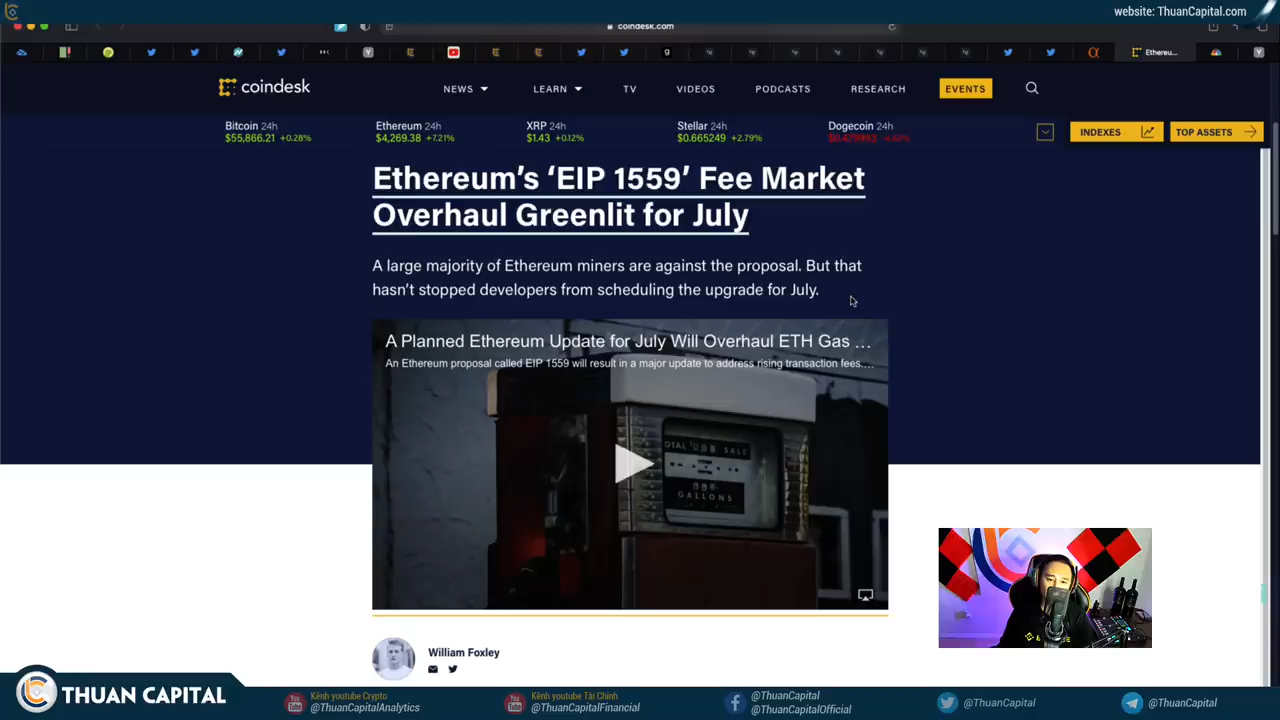 website: ThuanCapital.com
coindesk.com
Ethereu...
coindesk
NEWS
LEARN
TV
VIDEOS
PODCASTS
RESEARCH
EVENTS
Bitcoin 24h
$55,866.21 +0.28%
Ethereum 24h
$4,269.38 +7.21%
XRP 24h
$1.43 +0.12%
Stellar 24h
$0.665249 +2.79%
Dogecoin 24h
INDEXES
TOP ASSETS
Ethereum's 'EIP 1559' Fee Market
Overhaul Greenlit for July
A large majority of Ethereum miners are against the proposal. But that
hasn't stopped developers from scheduling the upgrade for July.
A Planned Ethereum Update for July Will Overhaul ETH Gas ...
An Ethereum proposal called EIP 1559 will result in a major update to address rising transaction fees....
SALE
GALLONS
William Foxley
THUAN CAPITAL
Kênh youtube Crypto
@ThuanCapitalAnalytics
Kênh youtube Tài Chính
@ThuanCapitalFinancial
@ThuanCapital
@ThuanCapitalOfficial
@ThuanCapital
@ThuanCapital